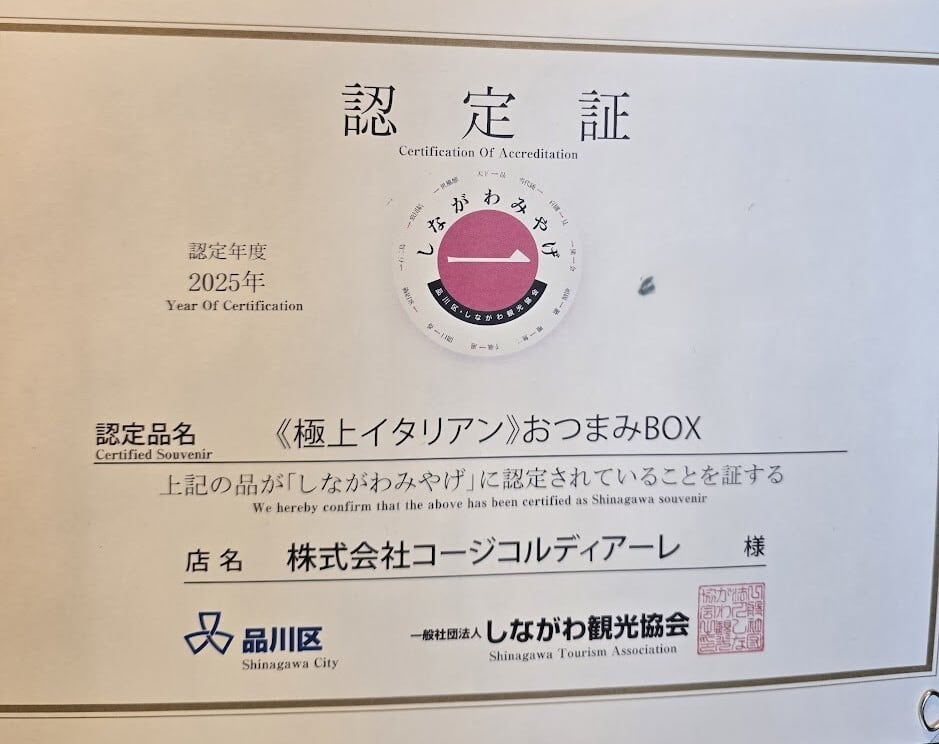 認定証
Certification Of Accreditation
しながわみやげ
一
品川区・しながわ観光協会
認定年度
2025年
Year Of Certification
認定品名
Certified Souvenir
《極上イタリアン》おつまみBOX
上記の品が「しながわみやげ」に認定されていることを証する
We hereby confirm that the above has been certified as Shinagawa souvenir
店名 株式会社コージコルディアーレ 様
品川区
Shinagawa City
一般社団法人 しながわ観光協会
Shinagawa Tourism Association